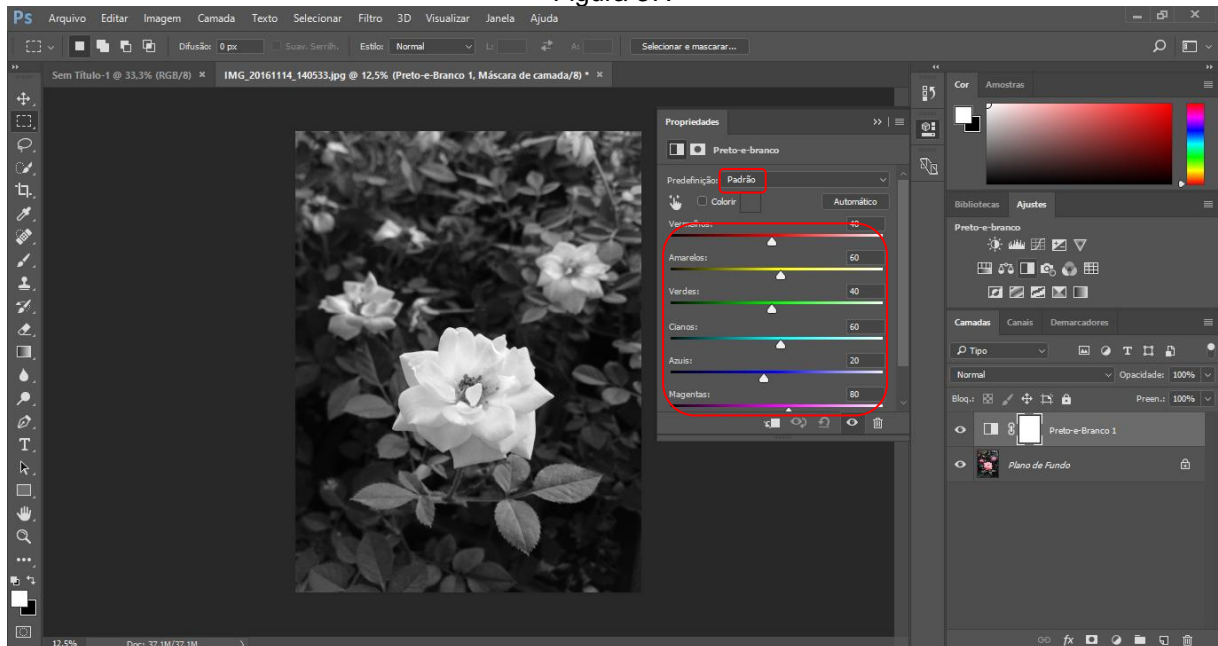 Ps Arquivo Editar Imagem Camada Texto Selecionar Filtro 3D Visualizar Janela Ajuda
Difusão: 0 px Suav. Serrilh. Estilo: Normal L: A: Selecionar e mascarar...
Sem Título-1 @ 33,3% (RGB/8) × IMG_20161114_140533.jpg @ 12,5% (Preto-e-Branco 1, Máscara de camada/8) * ×
Propriedades
Preto-e-branco
Predefinição: Padrão
Colorir Automático
Vermelhos: 40
Amarelos: 60
Verdes: 40
Cianos: 60
Azuis: 20
Magentas: 80
Cor Amostras
Bibliotecas Ajustes
Preto-e-branco
Camadas Canais Demarcadores
Tipo
Normal Opacidade: 100%
Bloq.: Preen.: 100%
Preto-e-Branco 1
Plano de Fundo
fx
12,5% Doc: 37,1M/37,1M